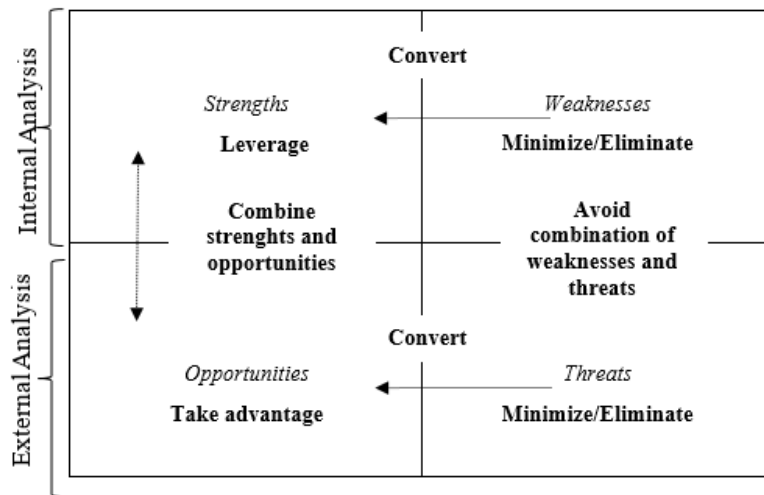 Internal Analysis
Convert
Strengths
Weaknesses
Leverage
Minimize/Eliminate
Combine
strenghts and
opportunities
Avoid
combination of
weaknesses and
threats
External Analysis
Convert
Opportunities
Threats
Take advantage
Minimize/Eliminate